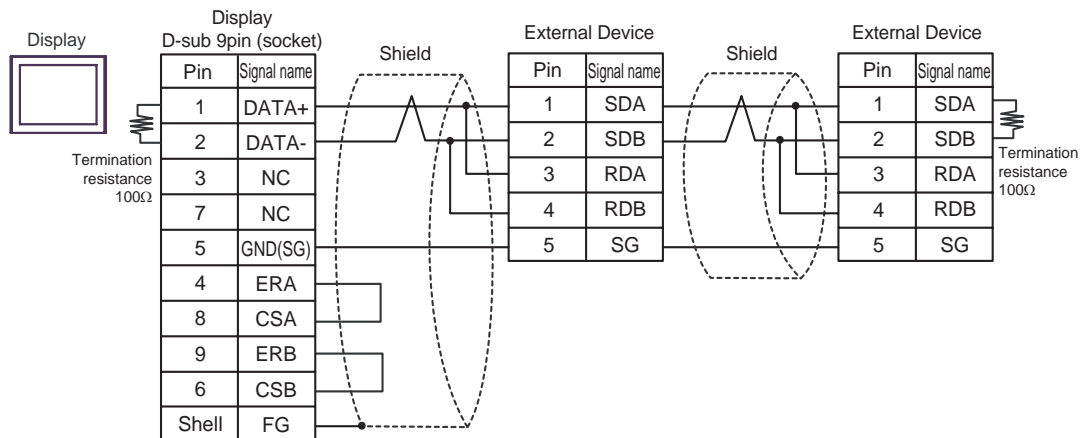 Display
Display
D-sub 9pin (socket)
Pin Signal name
1 DATA+
2 DATA-
3 NC
7 NC
5 GND(SG)
4 ERA
8 CSA
9 ERB
6 CSB
Shell FG
Termination
resistance
100Ω
Shield
External Device
Pin Signal name
1 SDA
2 SDB
3 RDA
4 RDB
5 SG
Shield
External Device
Pin Signal name
1 SDA
2 SDB
3 RDA
4 RDB
5 SG
Termination
resistance
100Ω